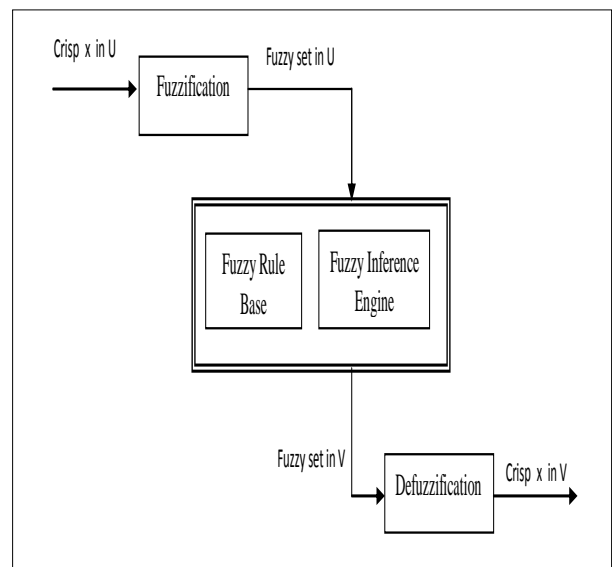 Crisp x in U
Fuzzy set in U
Fuzzification
Fuzzy Rule
Base
Fuzzy Inference
Engine
Fuzzy set in V
Defuzzification
Crisp x in V